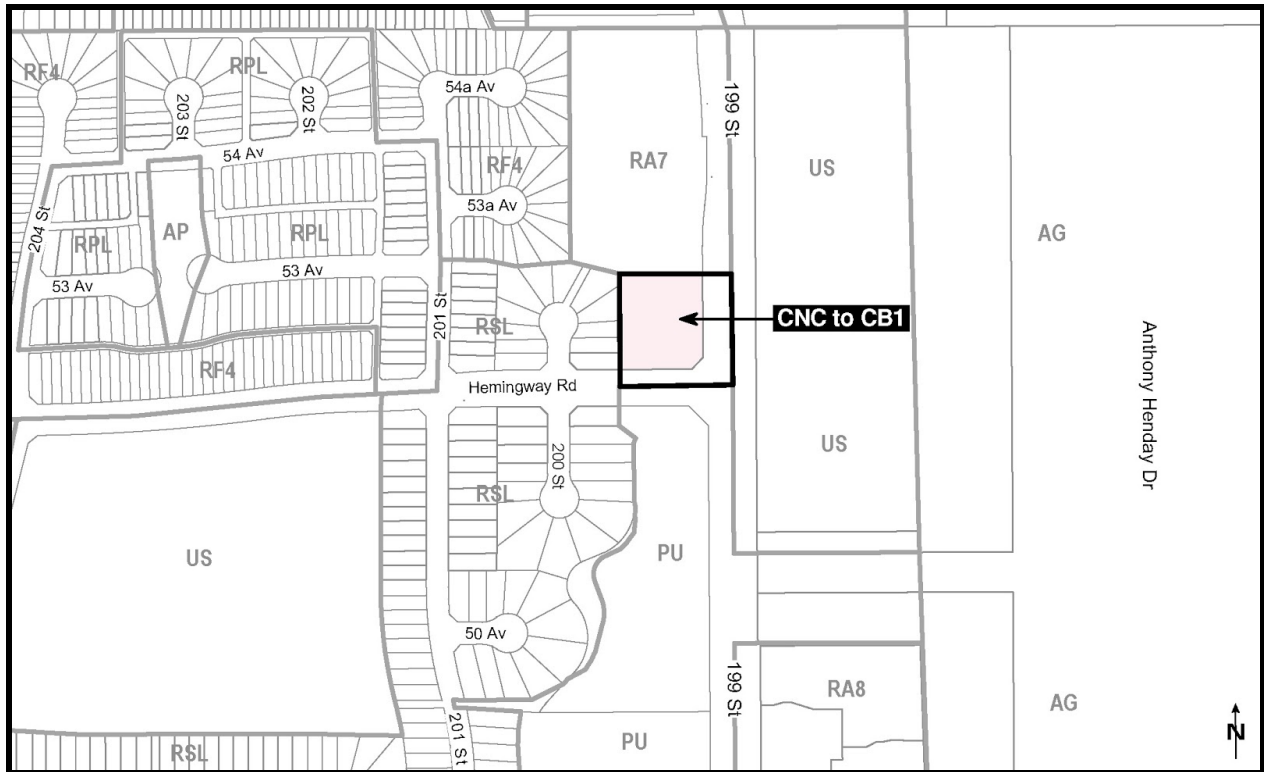 RF4
RPL
203 St
202 St
54a Av
199 St
54 Av
RF4
RA7
US
53a Av
204 St
AP
RPL
RPL
AG
53 Av
53 Av
201 St
RSL
CNC to CB1
Anthony Henday Dr
RF4
Hemingway Rd
US
200 St
RSL
US
PU
50 Av
199 St
RA8
AG
201 St
PU
RSL
N